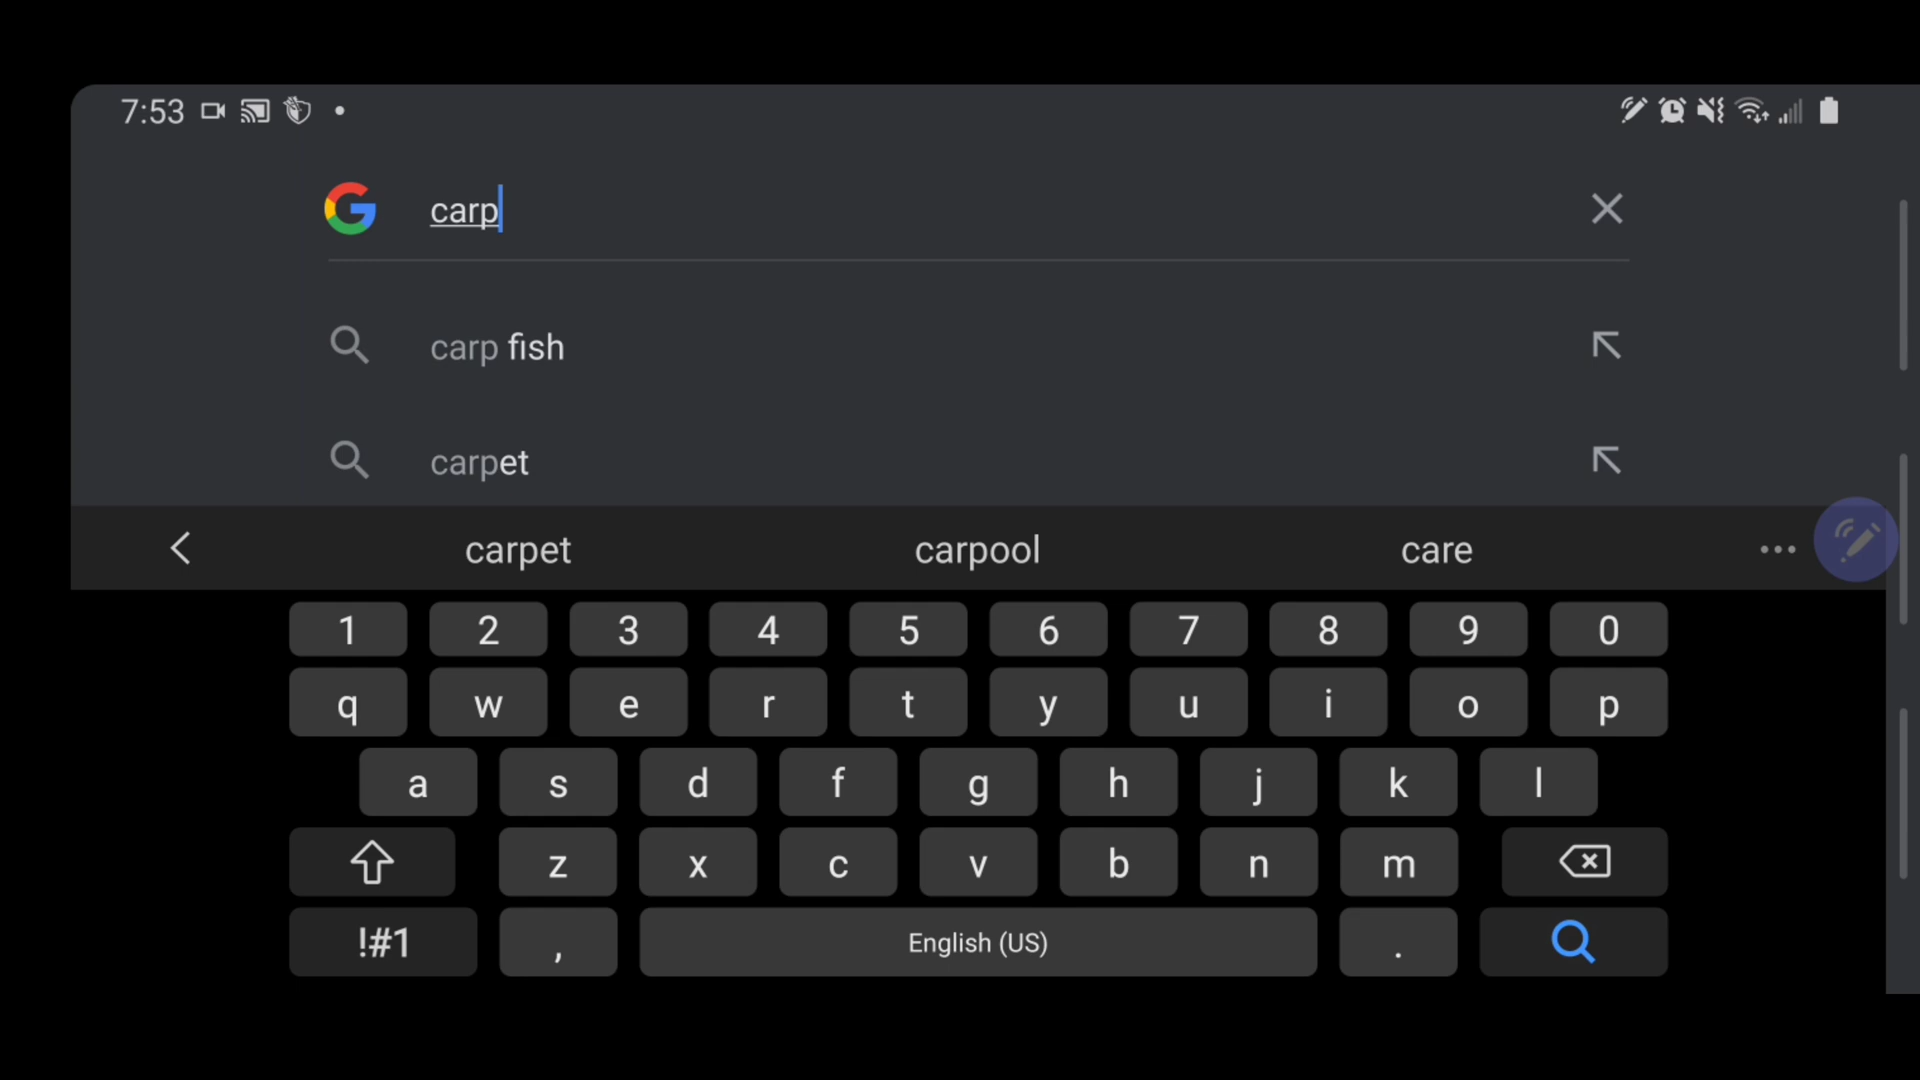 7:53
carp
carp fish
carpet
carpet carpool care
1 2 3 4 5 6 7 8 9 0
q w e r t y u i o p
a s d f g h j k l
z x c v b n m
!#1 , English (US) .